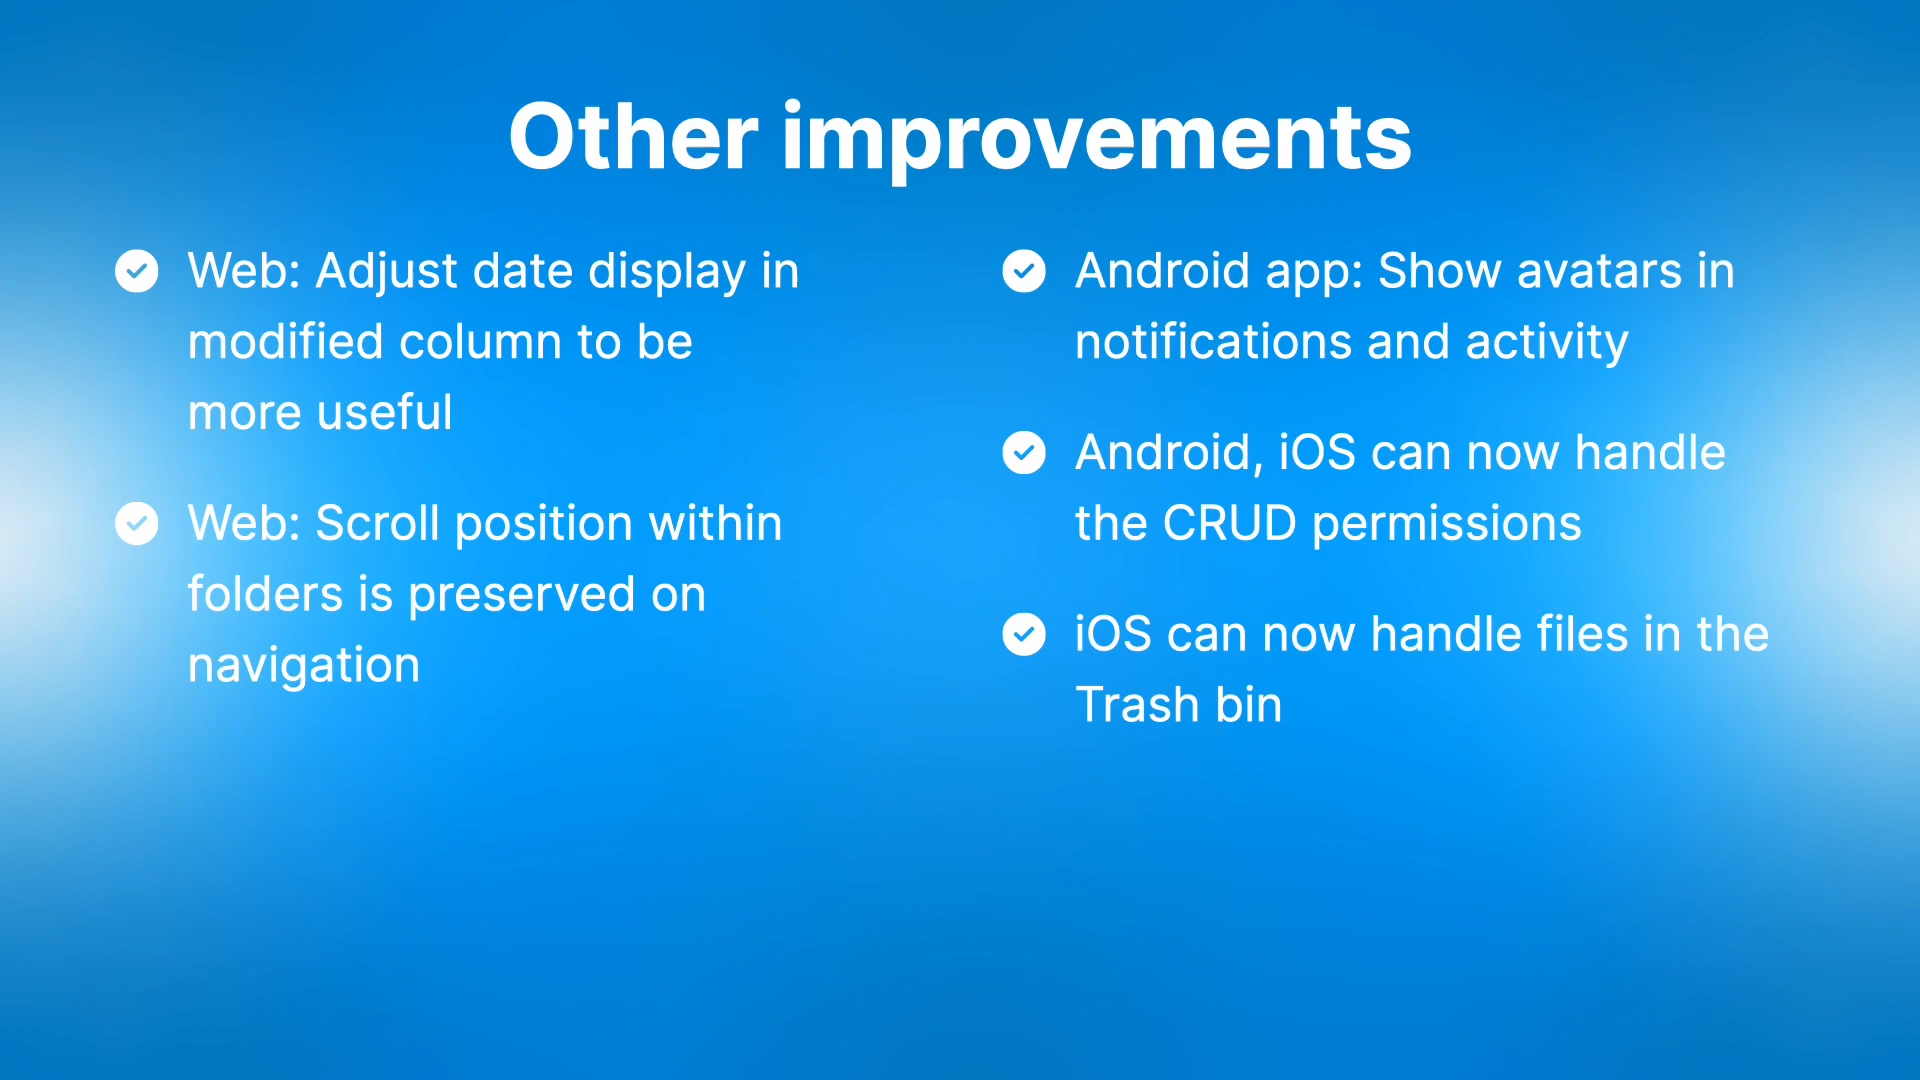 Other improvements
Web: Adjust date display in
modified column to be
more useful
Web: Scroll position within
folders is preserved on
navigation
Android app: Show avatars in
notifications and activity
Android, iOS can now handle
the CRUD permissions
iOS can now handle files in the
Trash bin